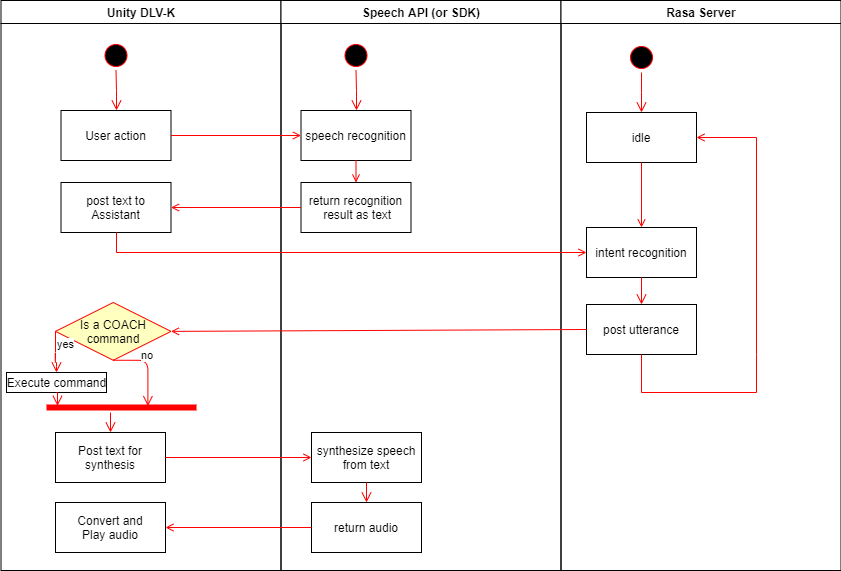 Unity DLV-K
Speech API (or SDK)
Rasa Server
User action
speech recognition
idle
post text to
Assistant
return recognition
result as text
intent recognition
Is a COACH
command
post utterance
yes
no
Execute command
Post text for
synthesis
synthesize speech
from text
Convert and
Play audio
return audio